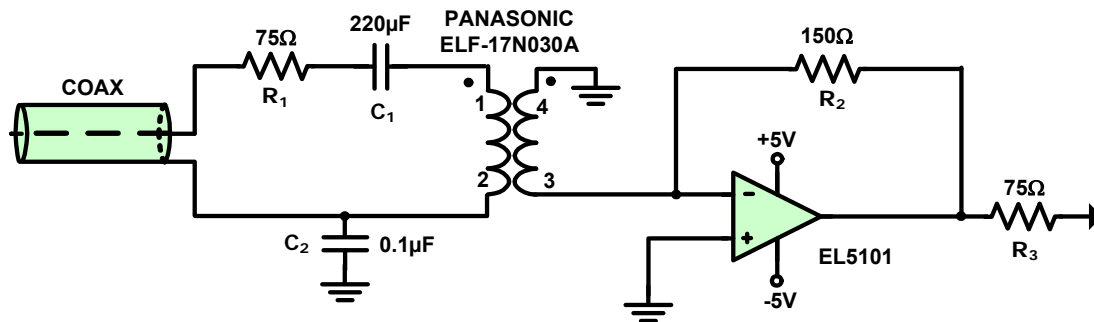 COAX
75Ω
R1
220µF
C1
PANASONIC
ELF-17N030A
1
4
2
3
C2
0.1µF
150Ω
R2
+5V
-
+
-5V
EL5101
75Ω
R3